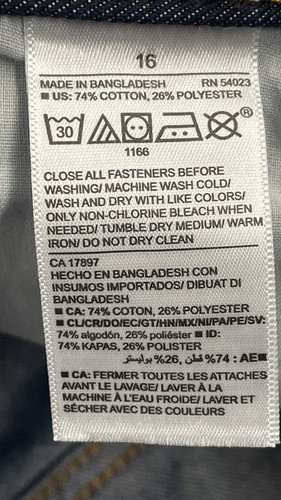 16
MADE IN BANGLADESH RN 54023
■ US: 74% COTTON, 26% POLYESTER
30
®
1166
CLOSE ALL FASTENERS BEFORE
WASHING/ MACHINE WASH COLD/
WASH AND DRY WITH LIKE COLORS/
ONLY NON-CHLORINE BLEACH WHEN
NEEDED/ TUMBLE DRY MEDIUM/ WARM
IRON/ DO NOT DRY CLEAN
CA 17897
HECHO EN BANGLADESH CON
INSUMOS IMPORTADOS/ DIBUAT DI
BANGLADESH
■ CA: 74% COTON, 26% POLYESTER
■ CL/CR/DO/EC/GT/HN/MX/NI/PA/PE/SV:
74% algodón, 26% poliéster ■ ID:
74% KAPAS, 26% POLISTER
■ AE: 74% قطن, 26% بوليستر
■ CA: FERMER TOUTES LES ATTACHES
AVANT LE LAVAGE/ LAVER À LA
MACHINE À L'EAU FROIDE/ LAVER ET
SÉCHER AVEC DES COULEURS